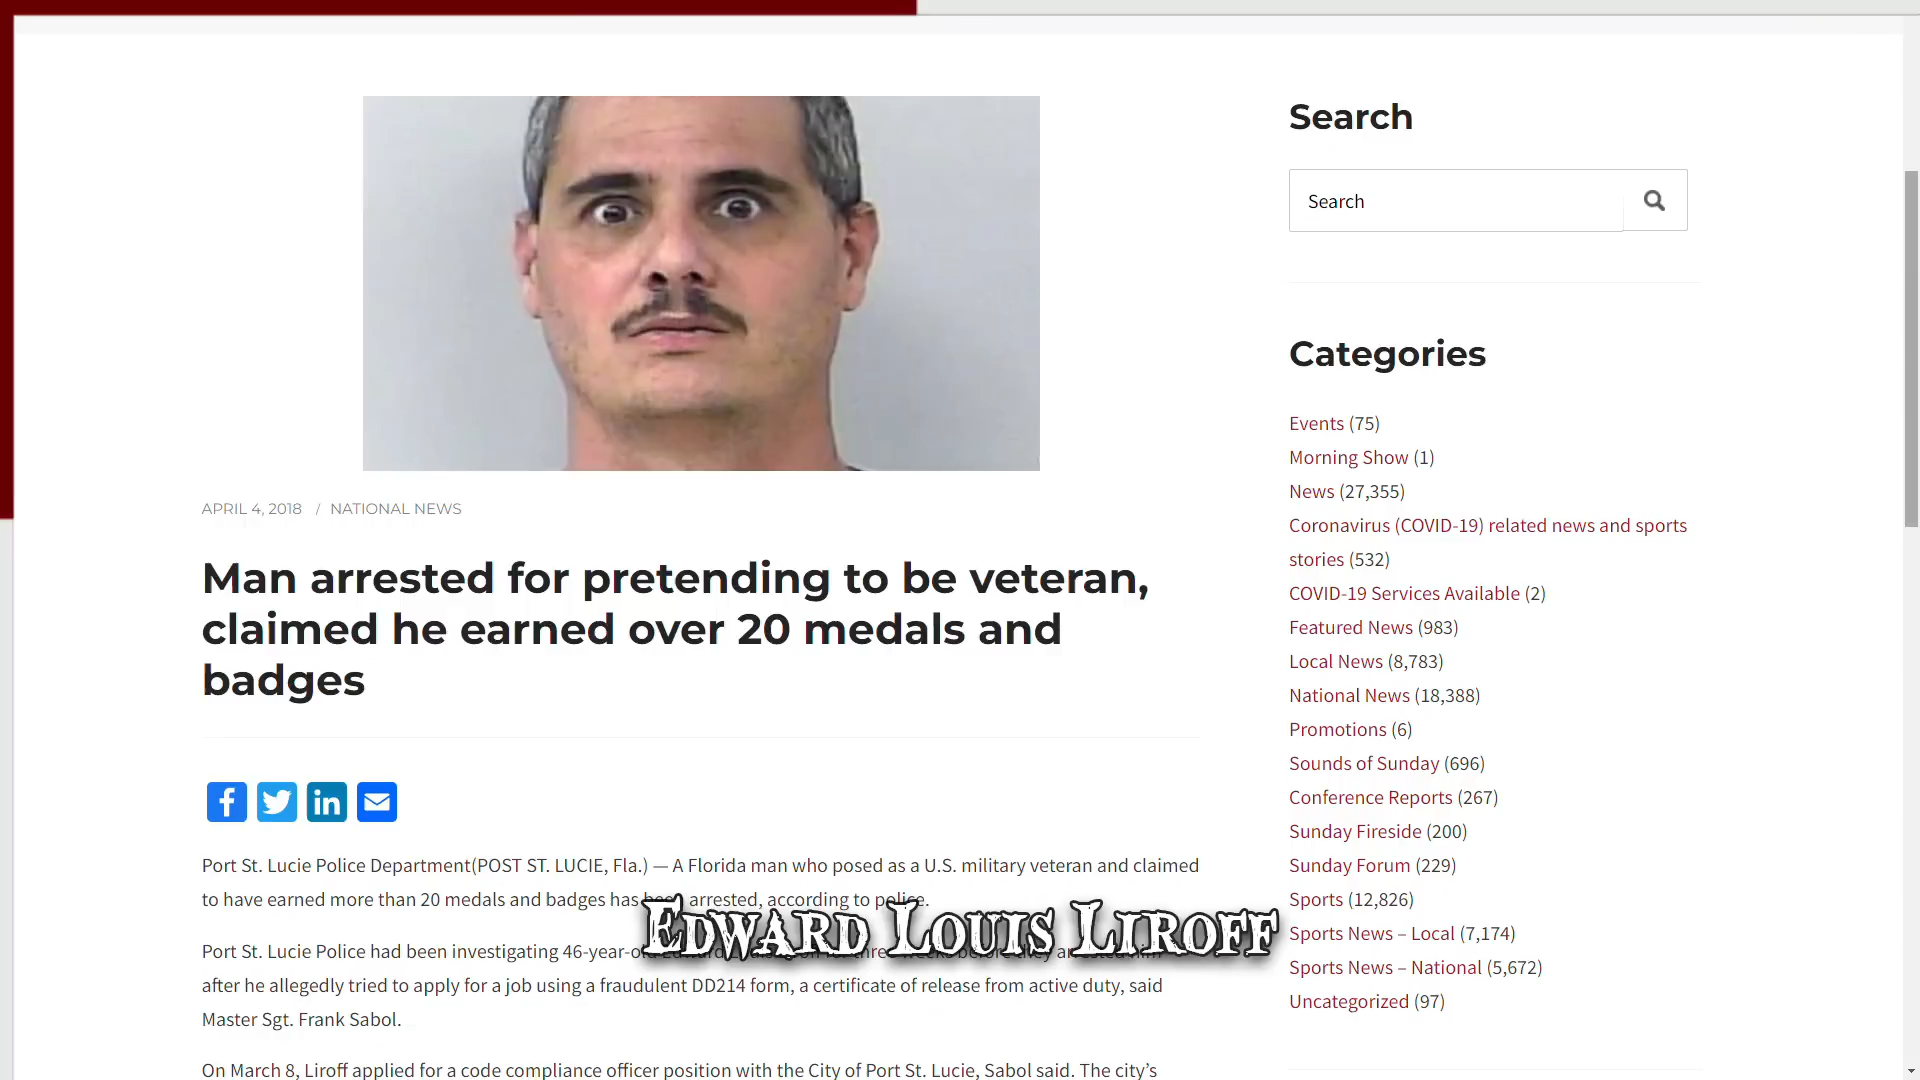 Search
Search
Categories
Events (75)
Morning Show (1)
News (27,355)
Coronavirus (COVID-19) related news and sports
stories (532)
COVID-19 Services Available (2)
Featured News (983)
Local News (8,783)
National News (18,388)
Promotions (6)
Sounds of Sunday (696)
Conference Reports (267)
Sunday Fireside (200)
Sunday Forum (229)
Sports (12,826)
Sports News – Local (7,174)
Sports News – National (5,672)
Uncategorized (97)
APRIL 4, 2018 / NATIONAL NEWS
Man arrested for pretending to be veteran,
claimed he earned over 20 medals and
badges
Port St. Lucie Police Department(POST ST. LUCIE, Fla.) — A Florida man who posed as a U.S. military veteran and claimed
to have earned more than 20 medals and badges has been arrested, according to police.
Edward Louis Liroff
Port St. Lucie Police had been investigating 46-year-old
after he allegedly tried to apply for a job using a fraudulent DD214 form, a certificate of release from active duty, said
Master Sgt. Frank Sabol.
On March 8, Liroff applied for a code compliance officer position with the City of Port St. Lucie, Sabol said. The city's